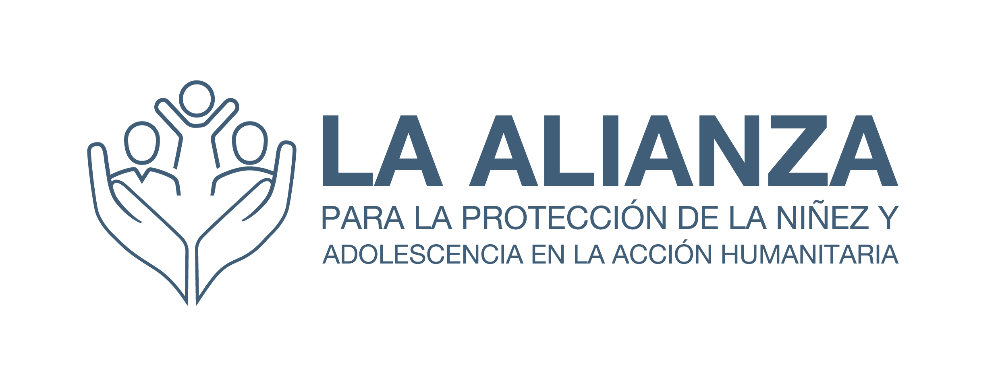 LA ALIANZA
PARA LA PROTECCIÓN DE LA NIÑEZ Y
ADOLESCENCIA EN LA ACCIÓN HUMANITARIA